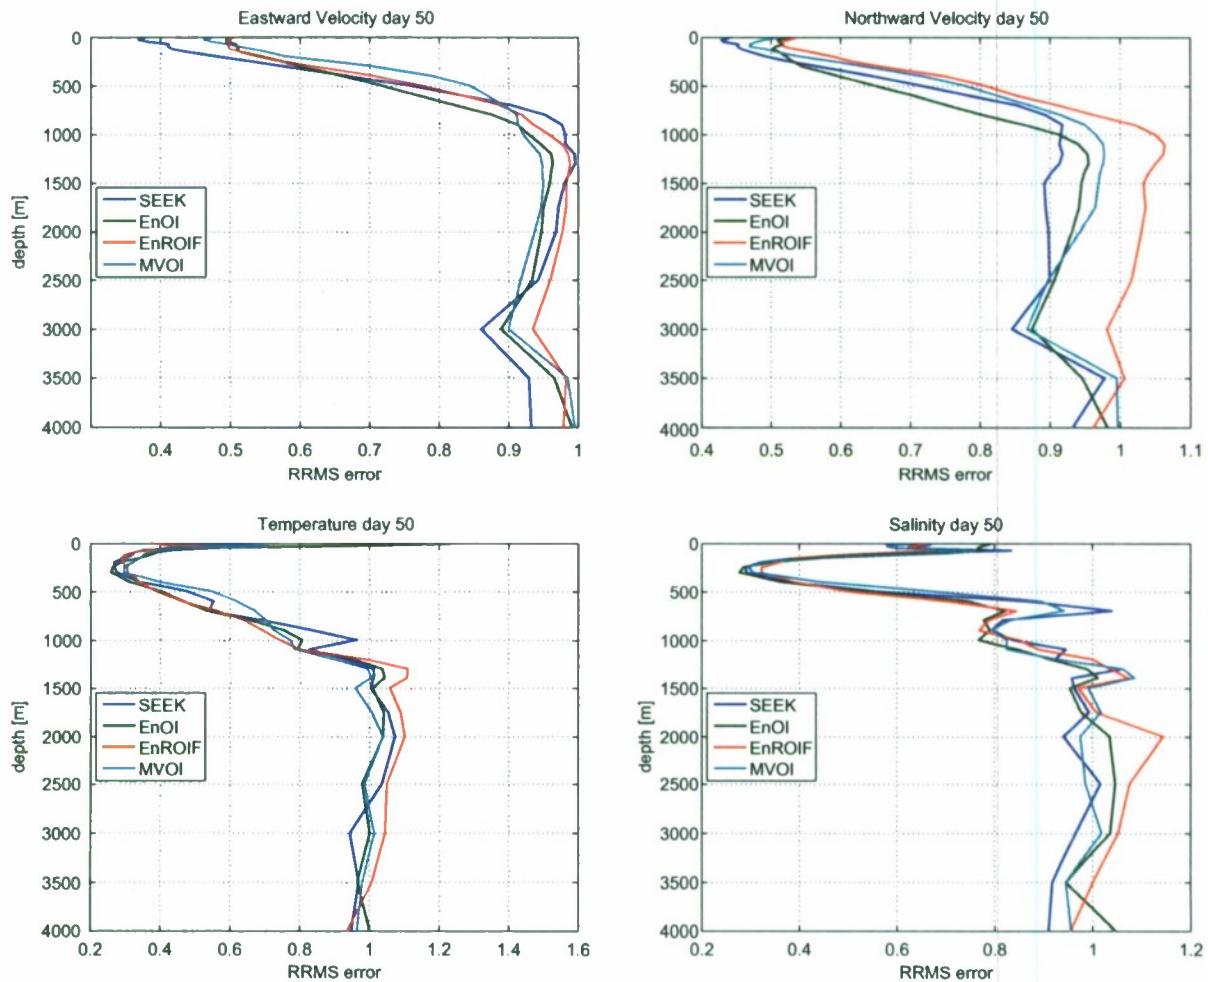 Eastward Velocity day 50
0
500
1000
1500
2000
2500
3000
3500
4000
depth [m]
SEEK
EnOI
EnROIF
MVOI
0.4 0.5 0.6 0.7 0.8 0.9 1
RRMS error
Northward Velocity day 50
0
500
1000
1500
2000
2500
3000
3500
4000
depth [m]
SEEK
EnOI
EnROIF
MVOI
0.4 0.5 0.6 0.7 0.8 0.9 1 1.1
RRMS error
Temperature day 50
0
500
1000
1500
2000
2500
3000
3500
4000
depth [m]
SEEK
EnOI
EnROIF
MVOI
0.2 0.4 0.6 0.8 1 1.2 1.4 1.6
RRMS error
Salinity day 50
0
500
1000
1500
2000
2500
3000
3500
4000
depth [m]
SEEK
EnOI
EnROIF
MVOI
0.2 0.4 0.6 0.8 1 1.2
RRMS error